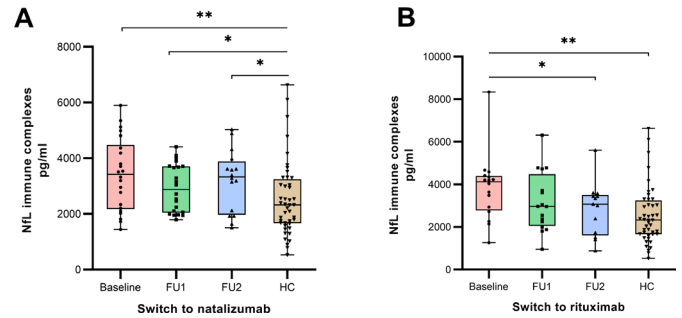 A
**
*
*
8000
6000
4000
2000
0
NfL immune complexes
pg/ml
Baseline FU1 FU2 HC
Switch to natalizumab
B
**
*
10000
8000
6000
4000
2000
0
NfL immune complexes
pg/ml
Baseline FU1 FU2 HC
Switch to rituximab